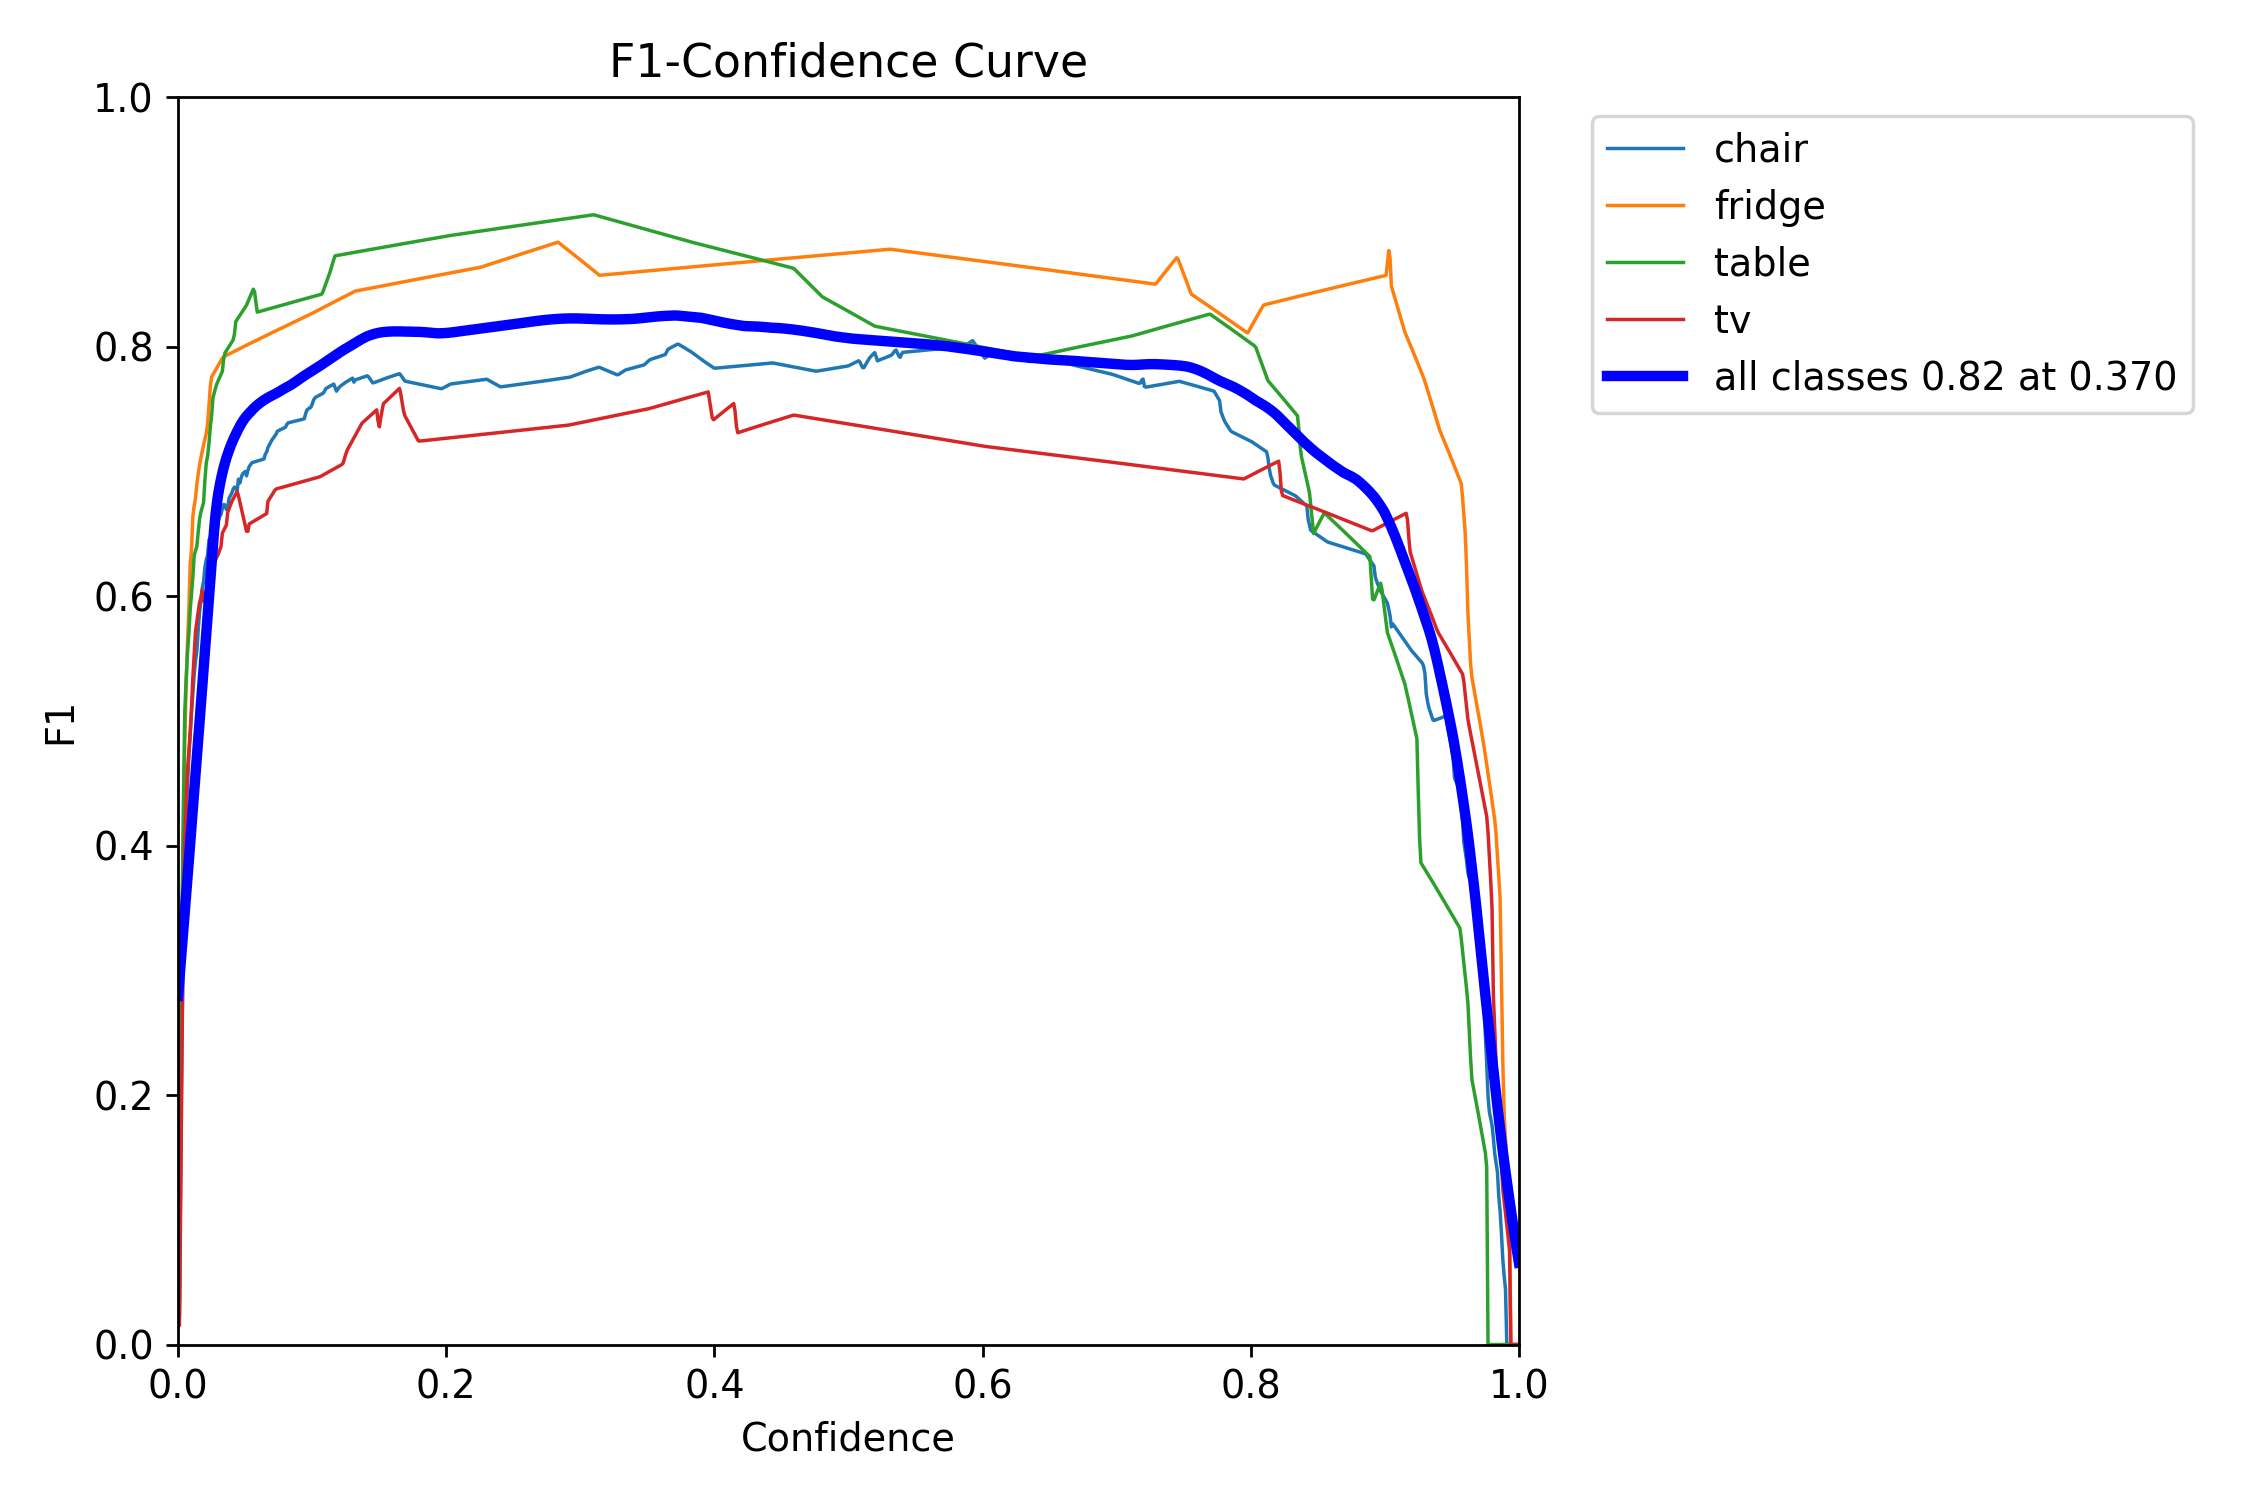 F1-Confidence Curve
1.0
0.8
0.6
0.4
0.2
0.0
F1
0.0 0.2 0.4 0.6 0.8 1.0
Confidence
chair
fridge
table
tv
all classes 0.82 at 0.370